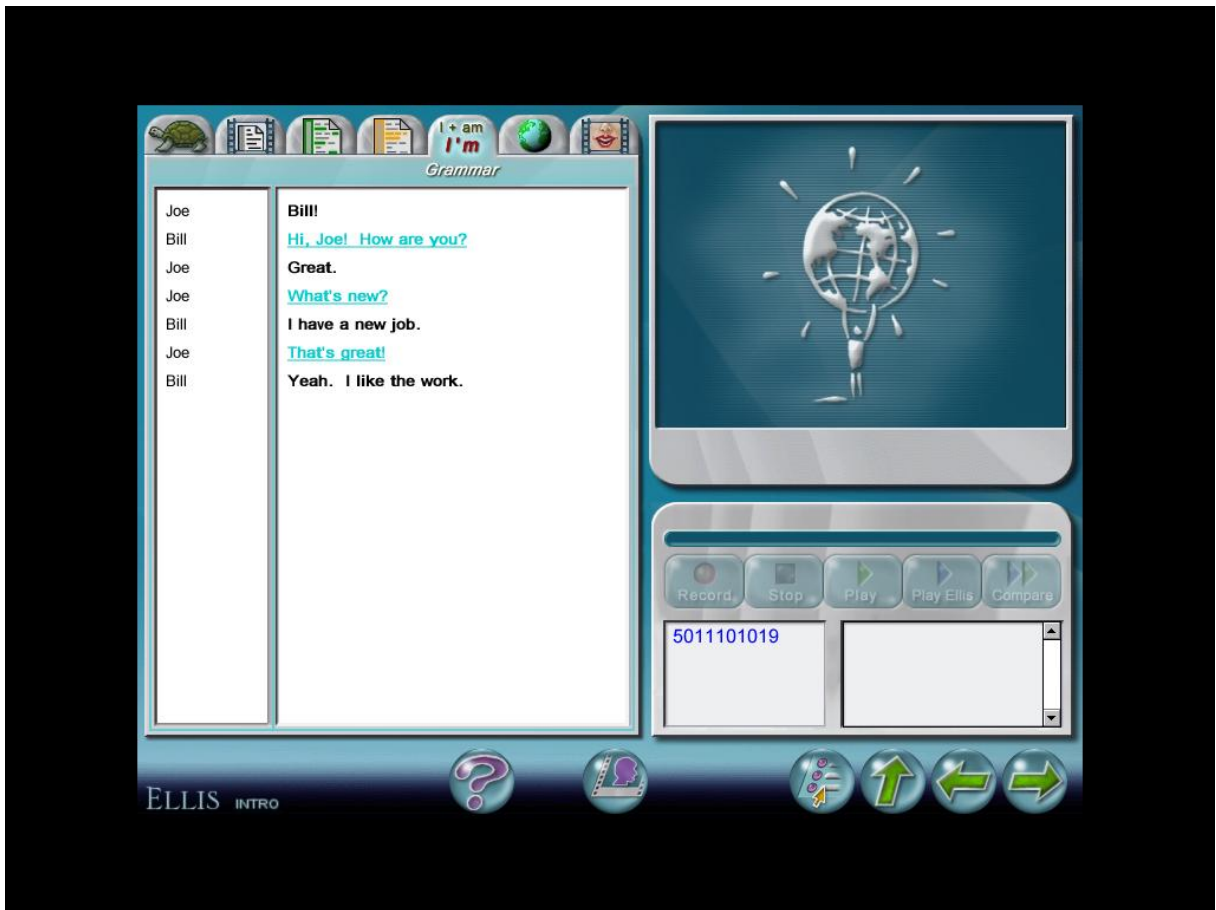 I + am
I'm
Grammar
Joe Bill!
Bill Hi, Joe! How are you?
Joe Great.
Joe What's new?
Bill I have a new job.
Joe That's great!
Bill Yeah. I like the work.
Record Stop Play Play Ellis Compare
5011101019
ELLIS INTRO